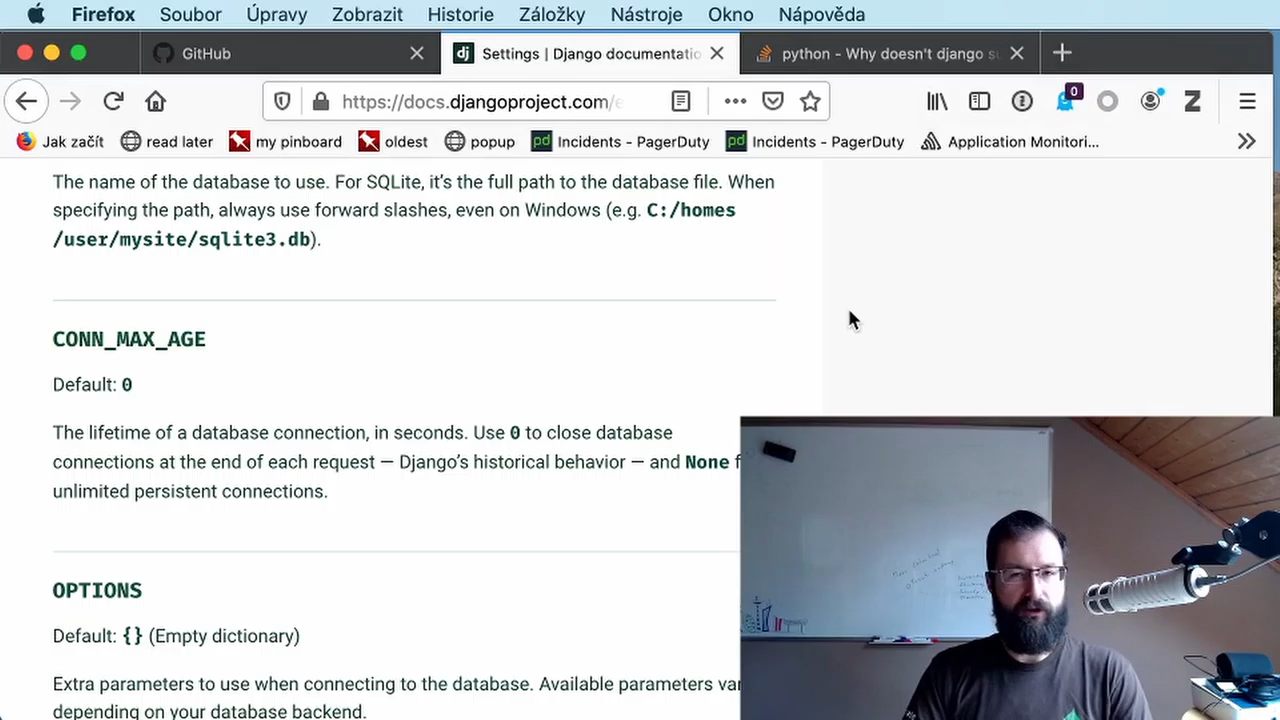 Firefox Soubor Úpravy Zobrazit Historie Záložky Nástroje Okno Nápověda
GitHub
dj Settings | Django documentatio
python - Why doesn't django su
https://docs.djangoproject.com/e
0
Z
Jak začít
read later
my pinboard
oldest
popup
pd Incidents - PagerDuty
pd Incidents - PagerDuty
Application Monitori...
The name of the database to use. For SQLite, it’s the full path to the database file. When
specifying the path, always use forward slashes, even on Windows (e.g. C:/homes
/user/mysite/sqlite3.db).
CONN_MAX_AGE
Default: 0
The lifetime of a database connection, in seconds. Use 0 to close database
connections at the end of each request — Django’s historical behavior — and None f
unlimited persistent connections.
OPTIONS
Default: {} (Empty dictionary)
Extra parameters to use when connecting to the database. Available parameters var
depending on your database backend.